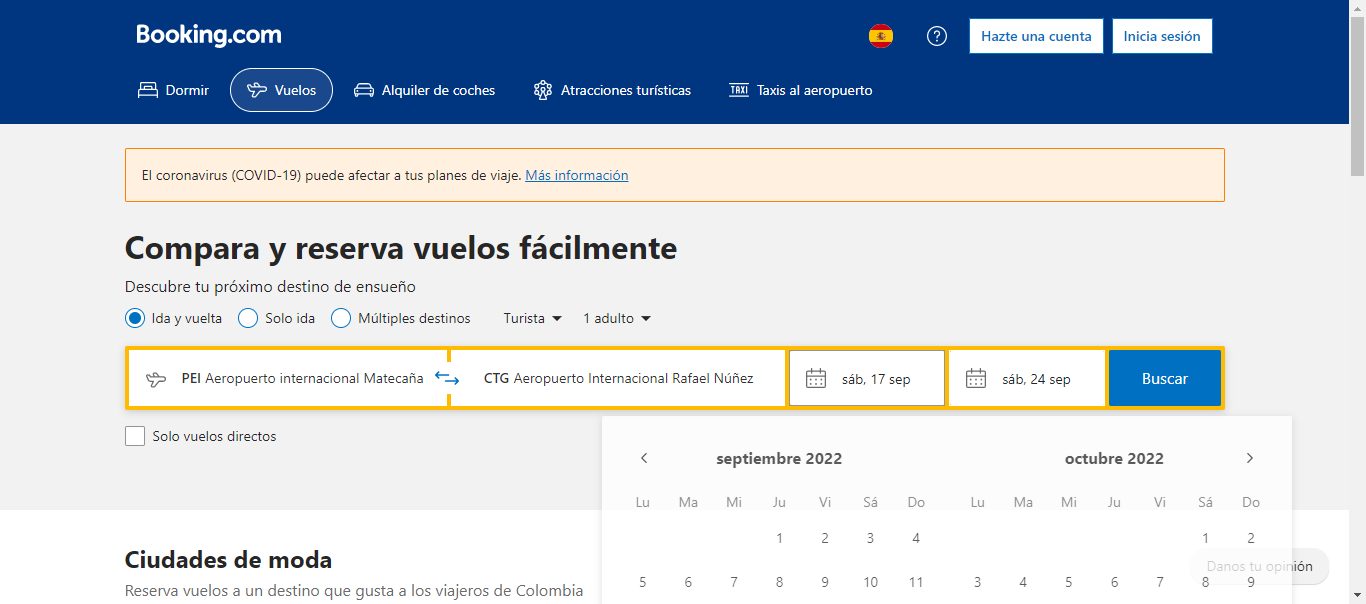 Booking.com
Hazte una cuenta
Inicia sesión
Dormir
Vuelos
Alquiler de coches
Atracciones turísticas
TAXI Taxis al aeropuerto
El coronavirus (COVID-19) puede afectar a tus planes de viaje. Más información
Compara y reserva vuelos fácilmente
Descubre tu próximo destino de ensueño
Ida y vuelta Solo ida Múltiples destinos Turista 1 adulto
PEI Aeropuerto internacional Matecaña CTG Aeropuerto Internacional Rafael Núñez sáb, 17 sep sáb, 24 sep Buscar
Solo vuelos directos
septiembre 2022 octubre 2022
Lu Ma Mi Ju Vi Sá Do Lu Ma Mi Ju Vi Sá Do
1 2 3 4 1 2
5 6 7 8 9 10 11 3 4 5 6 7 8 9
Danos tu opinión
Ciudades de moda
Reserva vuelos a un destino que gusta a los viajeros de Colombia